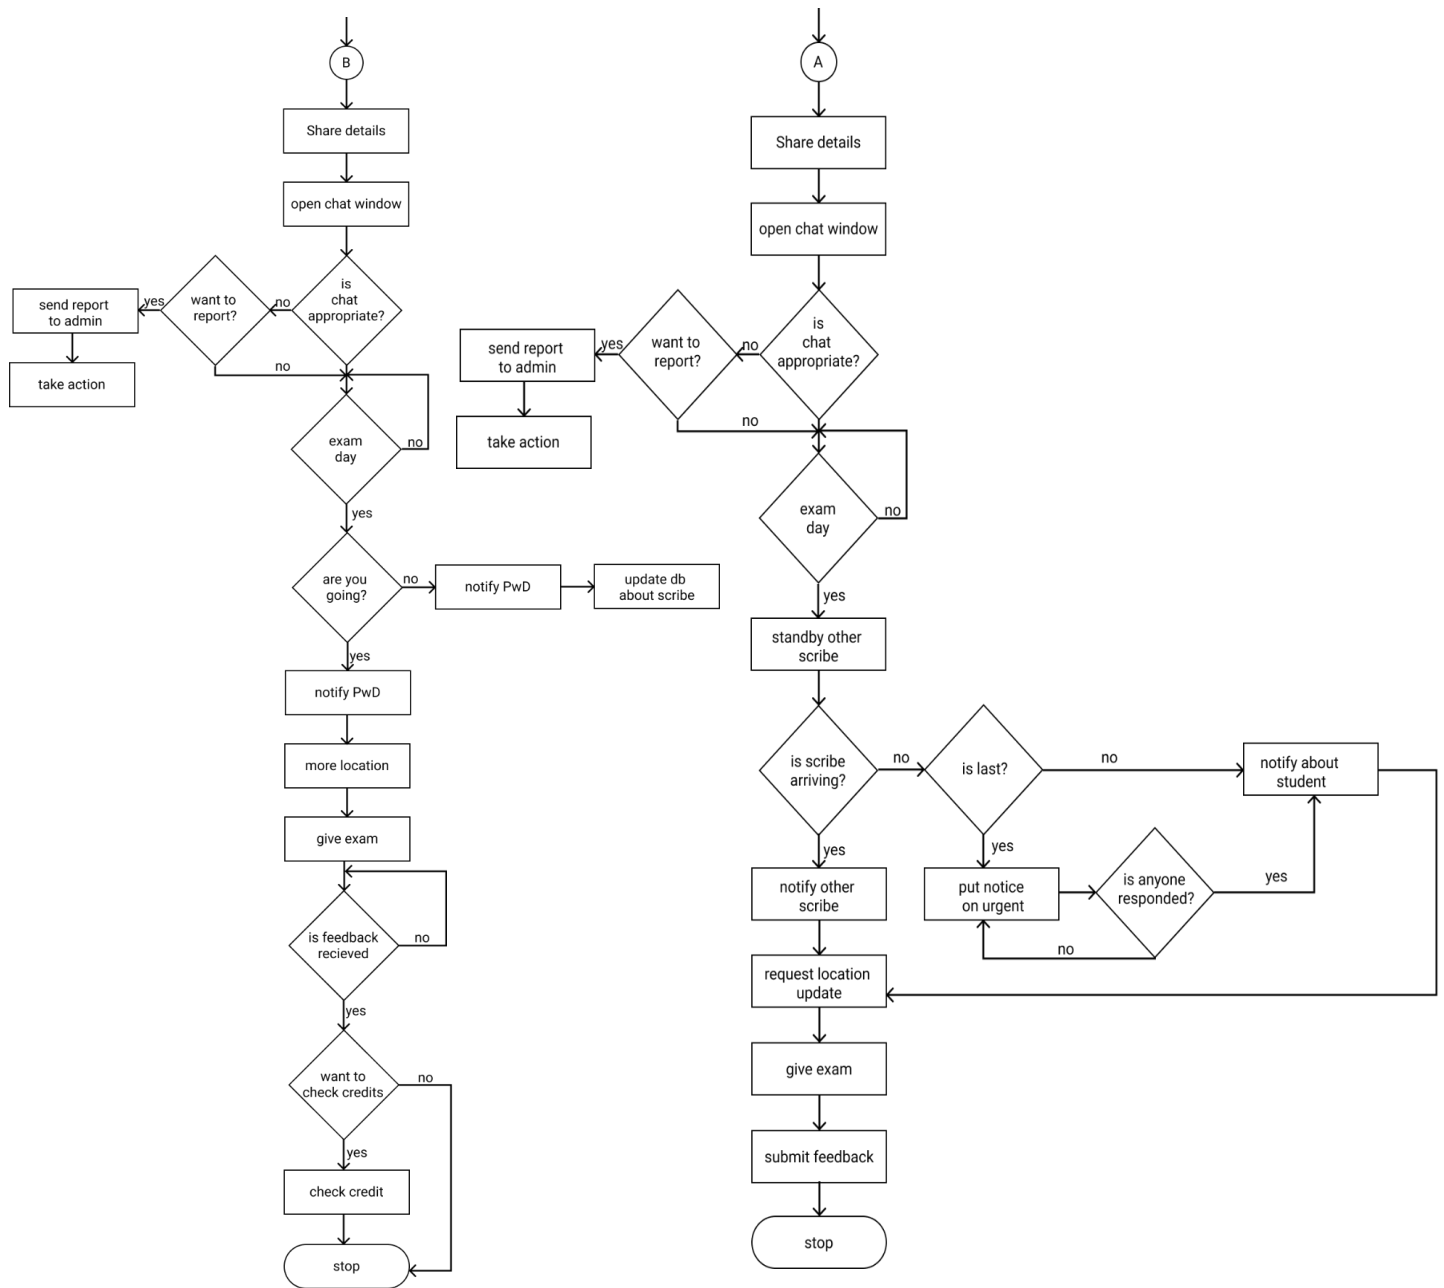 B
Share details
open chat window
is
chat
appropriate?
no
want to
report?
yes
send report
to admin
take action
no
exam
day
no
yes
are you
going?
no
notify PwD
update db
about scribe
yes
notify PwD
more location
give exam
is feedback
recieved
no
yes
want to
check credits
no
yes
check credit
stop
A
Share details
open chat window
is
chat
appropriate?
no
want to
report?
yes
send report
to admin
take action
no
exam
day
no
yes
standby other
scribe
is scribe
arriving?
no
is last?
no
notify about
student
yes
put notice
on urgent
is anyone
responded?
yes
no
yes
notify other
scribe
request location
update
give exam
submit feedback
stop